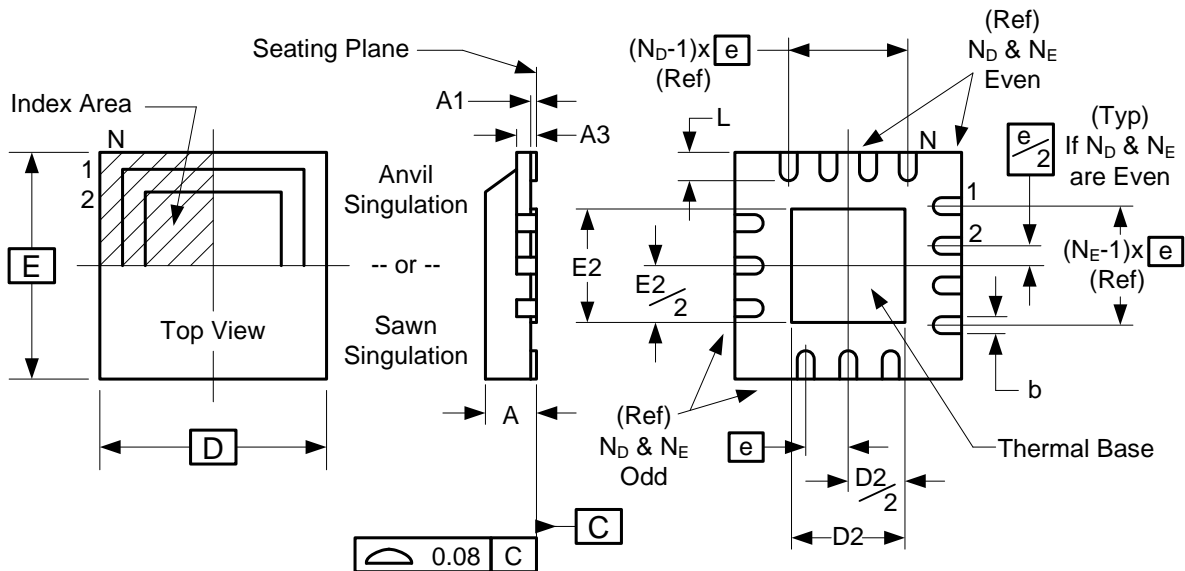 Seating Plane
Index Area
N
1
2
E
Top View
D
A1
A3
Anvil
Singulation
-- or --
Sawn
Singulation
A
C
0.08 C
(N_D-1)x e
(Ref)
L
(Ref)
N_D & N_E
Even
N
1
2
e/2
(Typ)
If N_D & N_E
are Even
(N_E-1)x e
(Ref)
E2
E2/2
b
(Ref)
N_D & N_E
Odd
e
Thermal Base
D2/2
D2